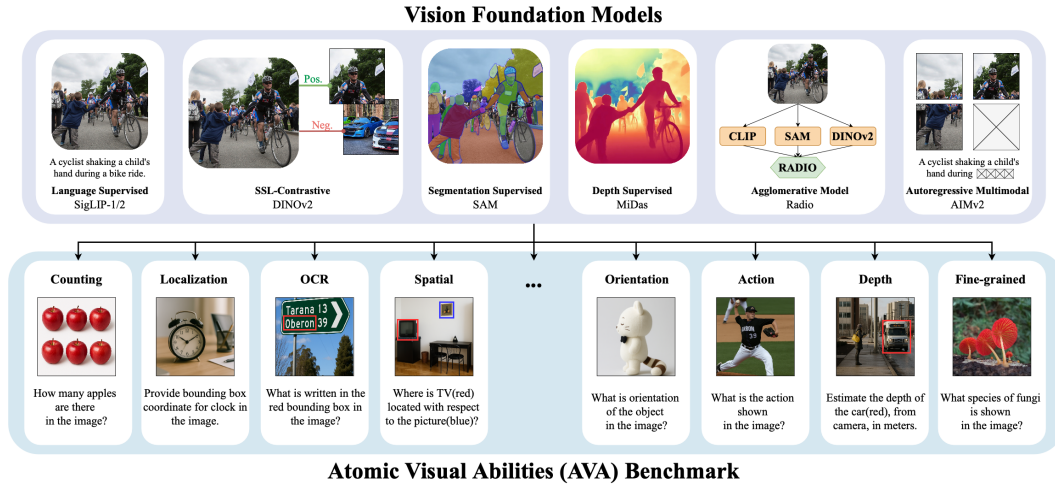 Vision Foundation Models
Pos.
Neg.
CLIP
SAM
DINOv2
RADIO
A cyclist shaking a child's
hand during a bike ride.
A cyclist shaking a child's
hand during
Language Supervised
SigLIP-1/2
SSL-Contrastive
DINOv2
Segmentation Supervised
SAM
Depth Supervised
MiDas
Agglomerative Model
Radio
Autoregressive Multimodal
AIMv2
Counting
Localization
OCR
Spatial
...
Orientation
Action
Depth
Fine-grained
Tarana 13
Oberon 39
39
How many apples
are there
in the image?
Provide bounding box
coordinate for clock in
the image.
What is written in the
red bounding box in
the image?
Where is TV(red)
located with respect
to the picture(blue)?
What is orientation
of the object
in the image?
What is the action
shown
in the image?
Estimate the depth of
the car(red), from
camera, in meters.
What species of fungi
is shown
in the image?
Atomic Visual Abilities (AVA) Benchmark